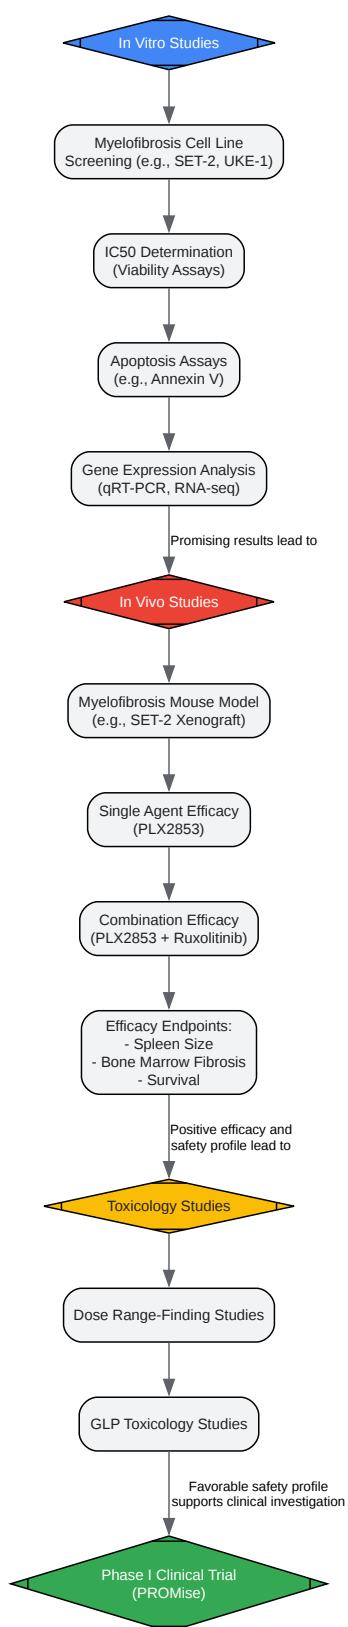 In Vitro Studies
Myelofibrosis Cell Line
Screening (e.g., SET-2, UKE-1)
IC50 Determination
(Viability Assays)
Apoptosis Assays
(e.g., Annexin V)
Gene Expression Analysis
(qRT-PCR, RNA-seq)
Promising results lead to
In Vivo Studies
Myelofibrosis Mouse Model
(e.g., SET-2 Xenograft)
Single Agent Efficacy
(PLX2853)
Combination Efficacy
(PLX2853 + Ruxolitinib)
Efficacy Endpoints:
- Spleen Size
- Bone Marrow Fibrosis
- Survival
Positive efficacy and
safety profile lead to
Toxicology Studies
Dose Range-Finding Studies
GLP Toxicology Studies
Favorable safety profile
supports clinical investigation
Phase I Clinical Trial
(PROMise)